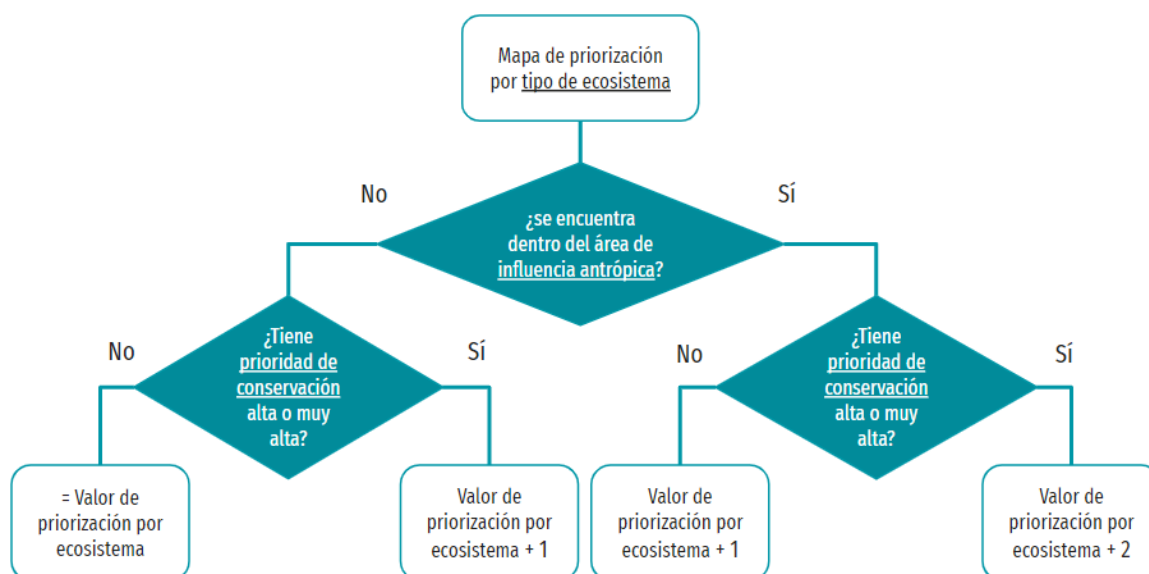 Mapa de priorización
por tipo de ecosistema
No
Sí
¿se encuentra
dentro del área de
influencia antrópica?
No
¿Tiene
prioridad de
conservación
alta o muy
alta?
Sí
No
¿Tiene
prioridad de
conservación
alta o muy
alta?
Sí
= Valor de
priorización por
ecosistema
Valor de
priorización por
ecosistema + 1
Valor de
priorización por
ecosistema + 1
Valor de
priorización por
ecosistema + 2